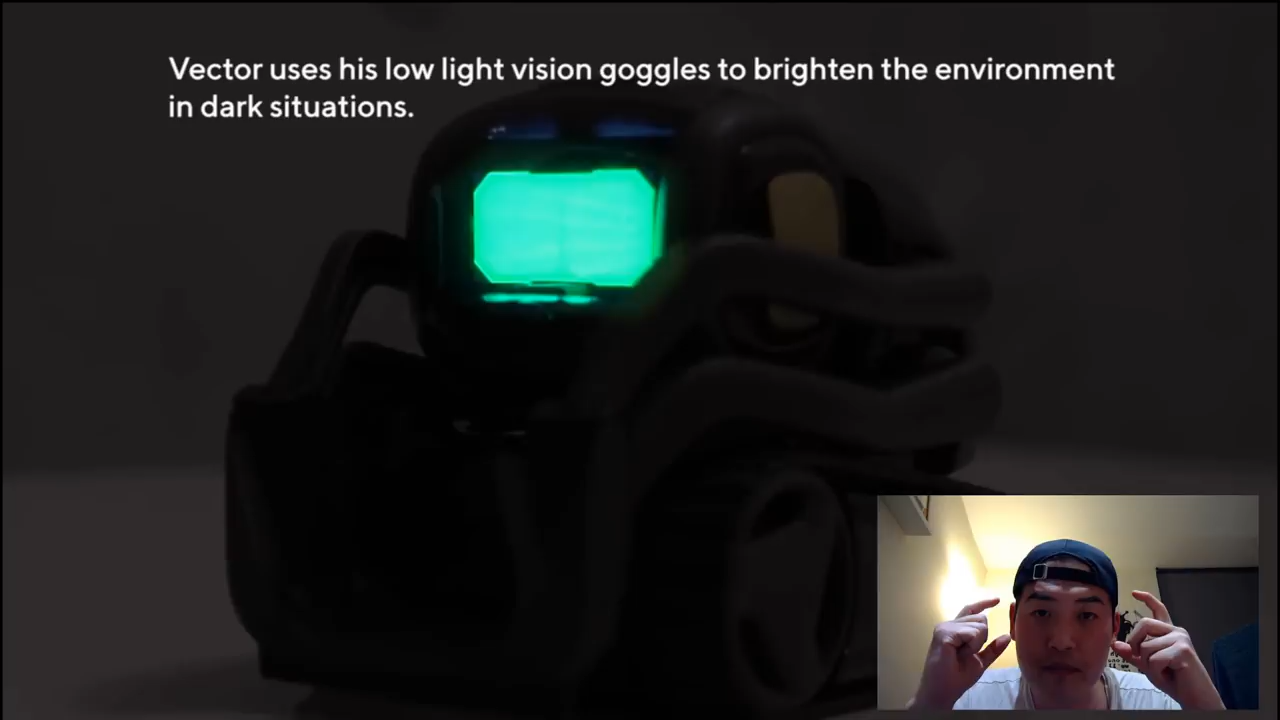 Vector uses his low light vision goggles to brighten the environment
in dark situations.